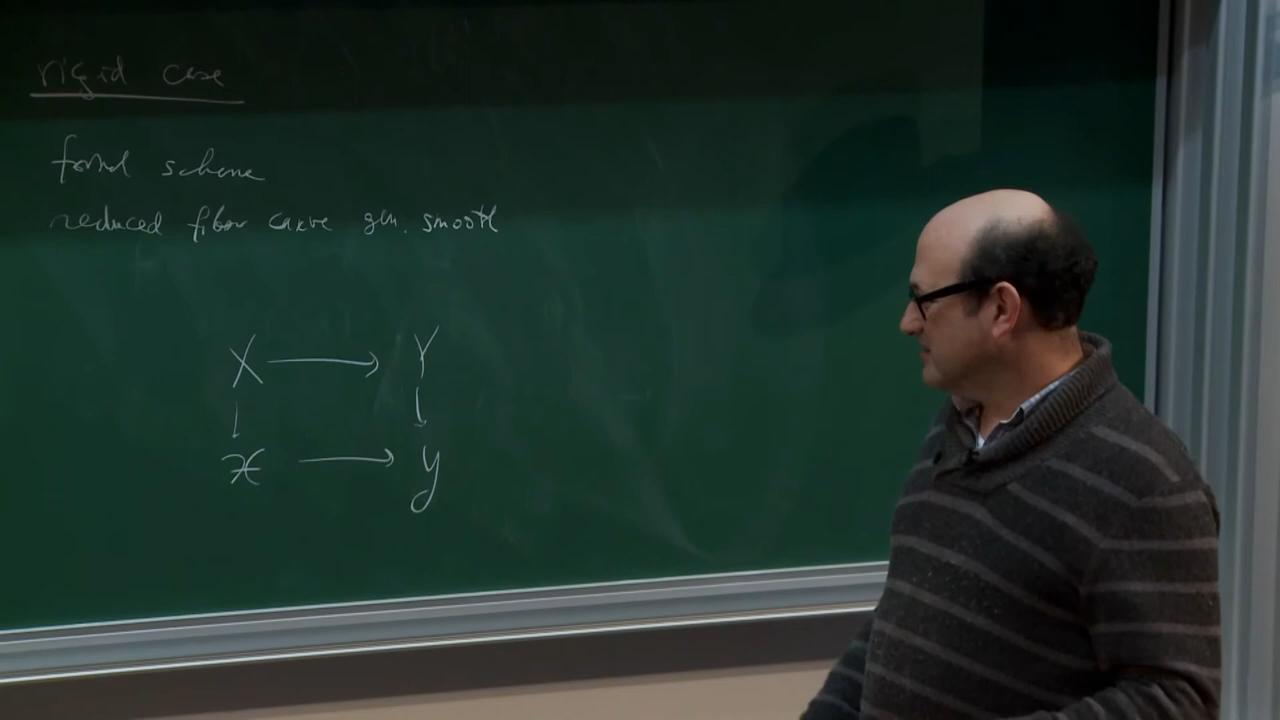 rigid case
formal scheme
reduced fiber curve gen. smooth
X → Y
↓ ↓
𝔛 → 𝒴